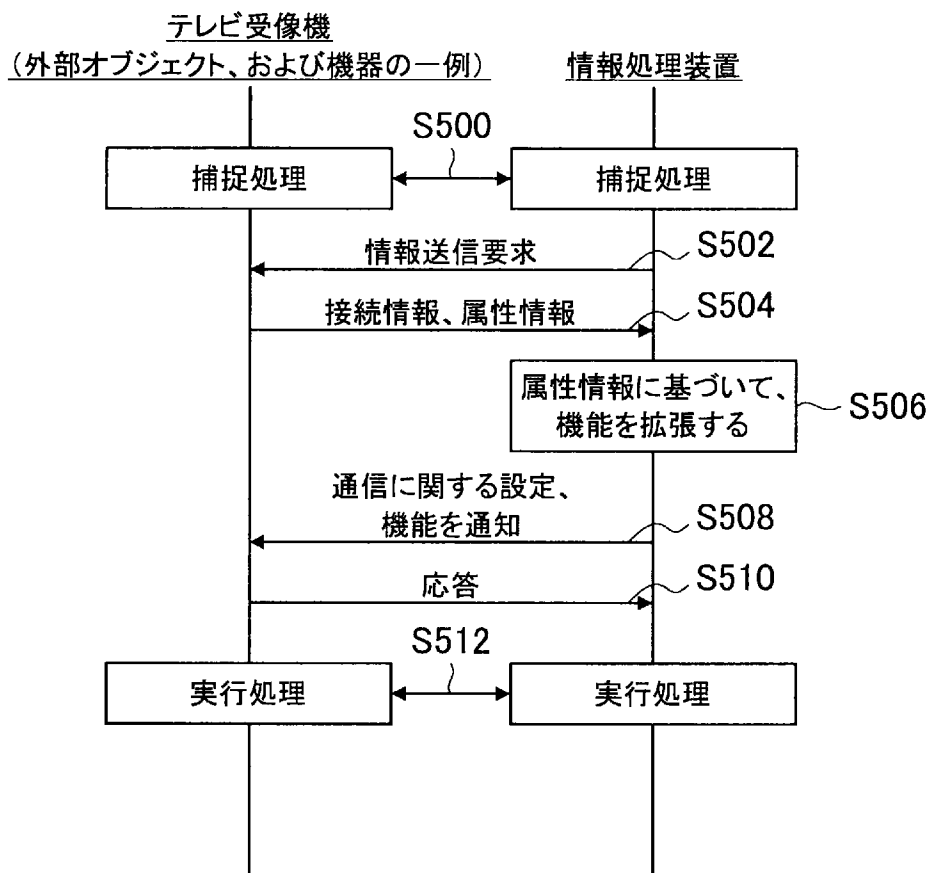 テレビ受像機
（外部オブジェクト、および機器の一例）
情報処理装置
S500
捕捉処理
捕捉処理
情報送信要求
S502
接続情報、属性情報
S504
属性情報に基づいて、
機能を拡張する
S506
通信に関する設定、
機能を通知
S508
応答
S510
S512
実行処理
実行処理